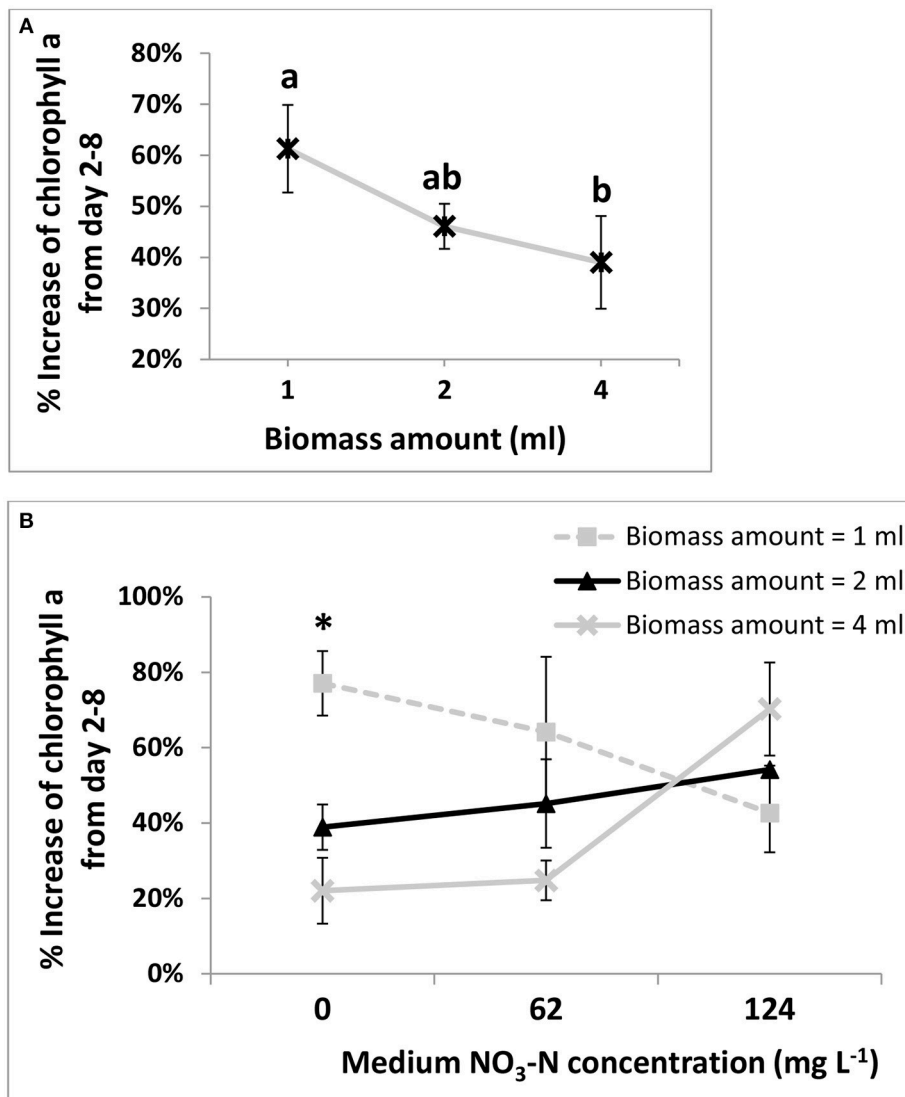 A
% Increase of chlorophyll a
from day 2-8
80%
70%
60%
50%
40%
30%
20%
a
ab
b
1 2 4
Biomass amount (ml)
B
Biomass amount = 1 ml
Biomass amount = 2 ml
Biomass amount = 4 ml
% Increase of chlorophyll a
from day 2-8
100%
80%
60%
40%
20%
0%
*
0 62 124
Medium NO₃-N concentration (mg L⁻¹)